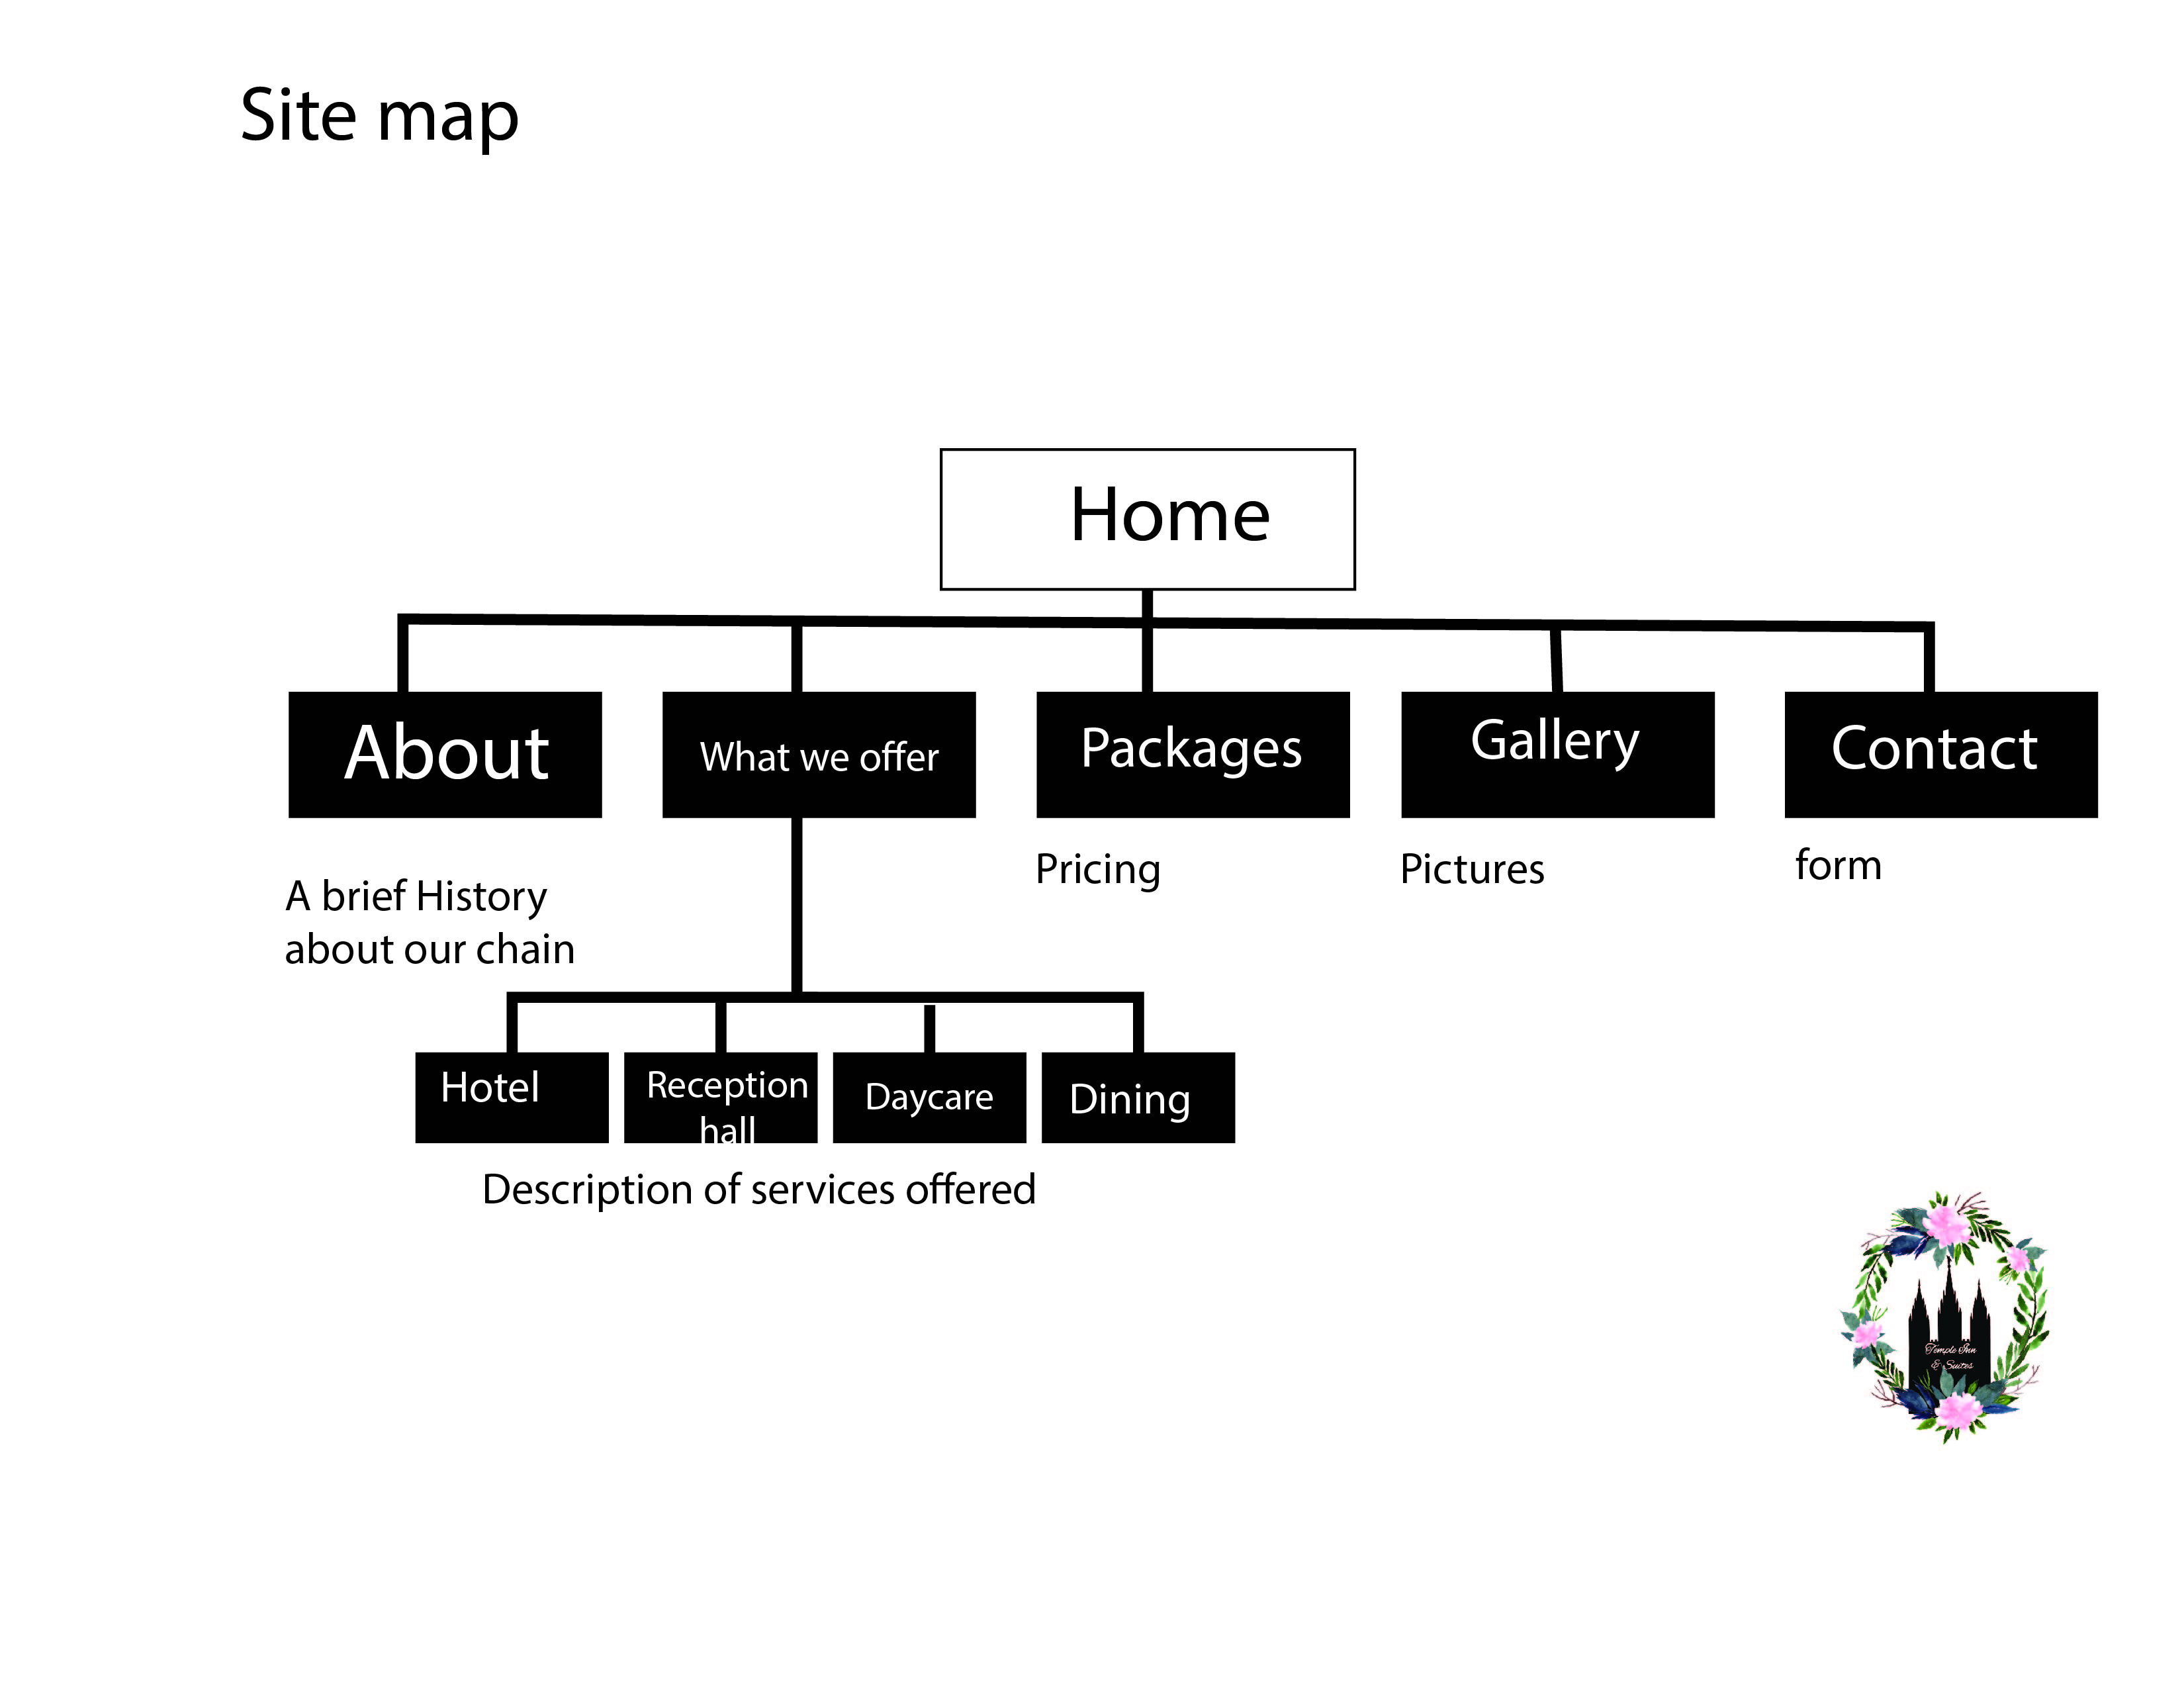 Site map
Home
About
What we offer
Packages
Gallery
Contact
A brief History
about our chain
Pricing
Pictures
form
Hotel
Reception
hall
Daycare
Dining
Description of services offered
Temple Inn
& Suites